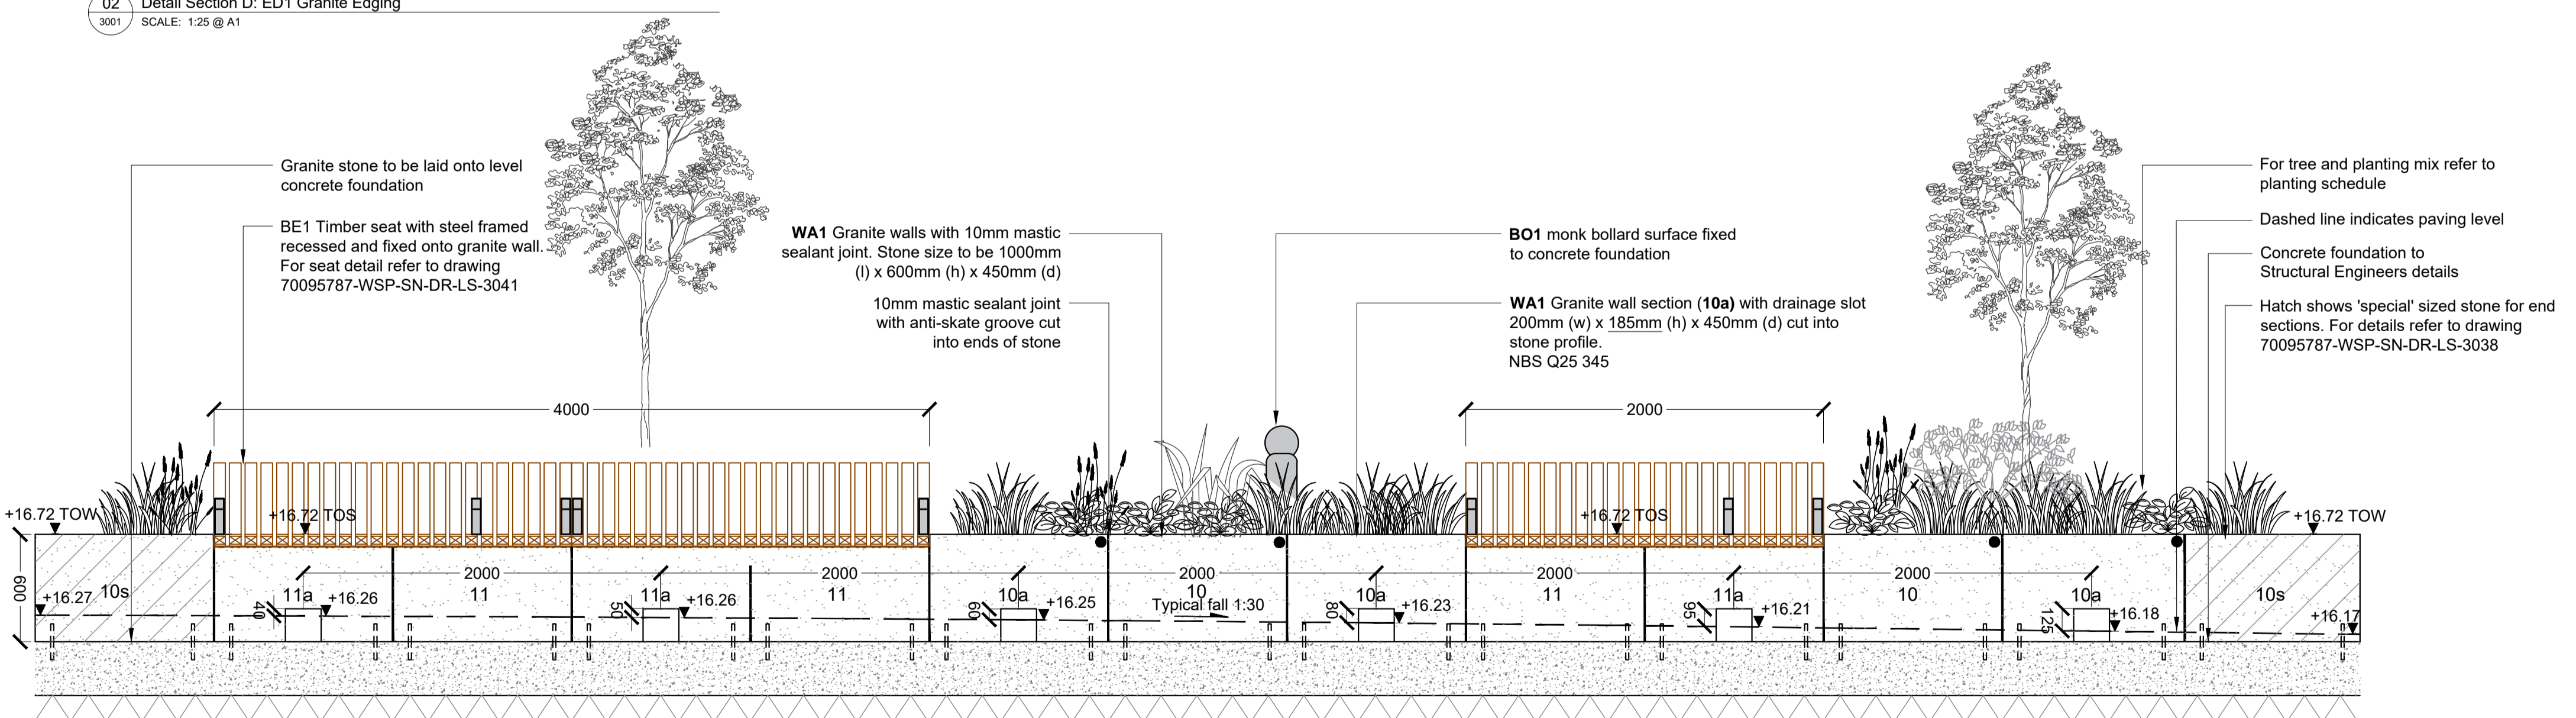 02
3001
Detail Section D: ED1 Granite Edging
SCALE: 1:25 @ A1
Granite stone to be laid onto level
concrete foundation
BE1 Timber seat with steel framed
recessed and fixed onto granite wall.
For seat detail refer to drawing
70095787-WSP-SN-DR-LS-3041
WA1 Granite walls with 10mm mastic
sealant joint. Stone size to be 1000mm
(l) x 600mm (h) x 450mm (d)
10mm mastic sealant joint
with anti-skate groove cut
into ends of stone
BO1 monk bollard surface fixed
to concrete foundation
WA1 Granite wall section (10a) with drainage slot
200mm (w) x 185mm (h) x 450mm (d) cut into
stone profile.
NBS Q25 345
For tree and planting mix refer to
planting schedule
Dashed line indicates paving level
Concrete foundation to
Structural Engineers details
Hatch shows 'special' sized stone for end
sections. For details refer to drawing
70095787-WSP-SN-DR-LS-3038
4000
2000
+16.72 TOW
+16.72 TOS
+16.72 TOS
+16.72 TOW
2000
2000
2000
2000
2000
600
10s
11a
11
11a
11
10a
10
10a
11
11a
10
10a
10s
+16.27
40
+16.26
50
+16.26
60
+16.25
Typical fall 1:30
80
+16.23
95
+16.21
125
+16.18
+16.17